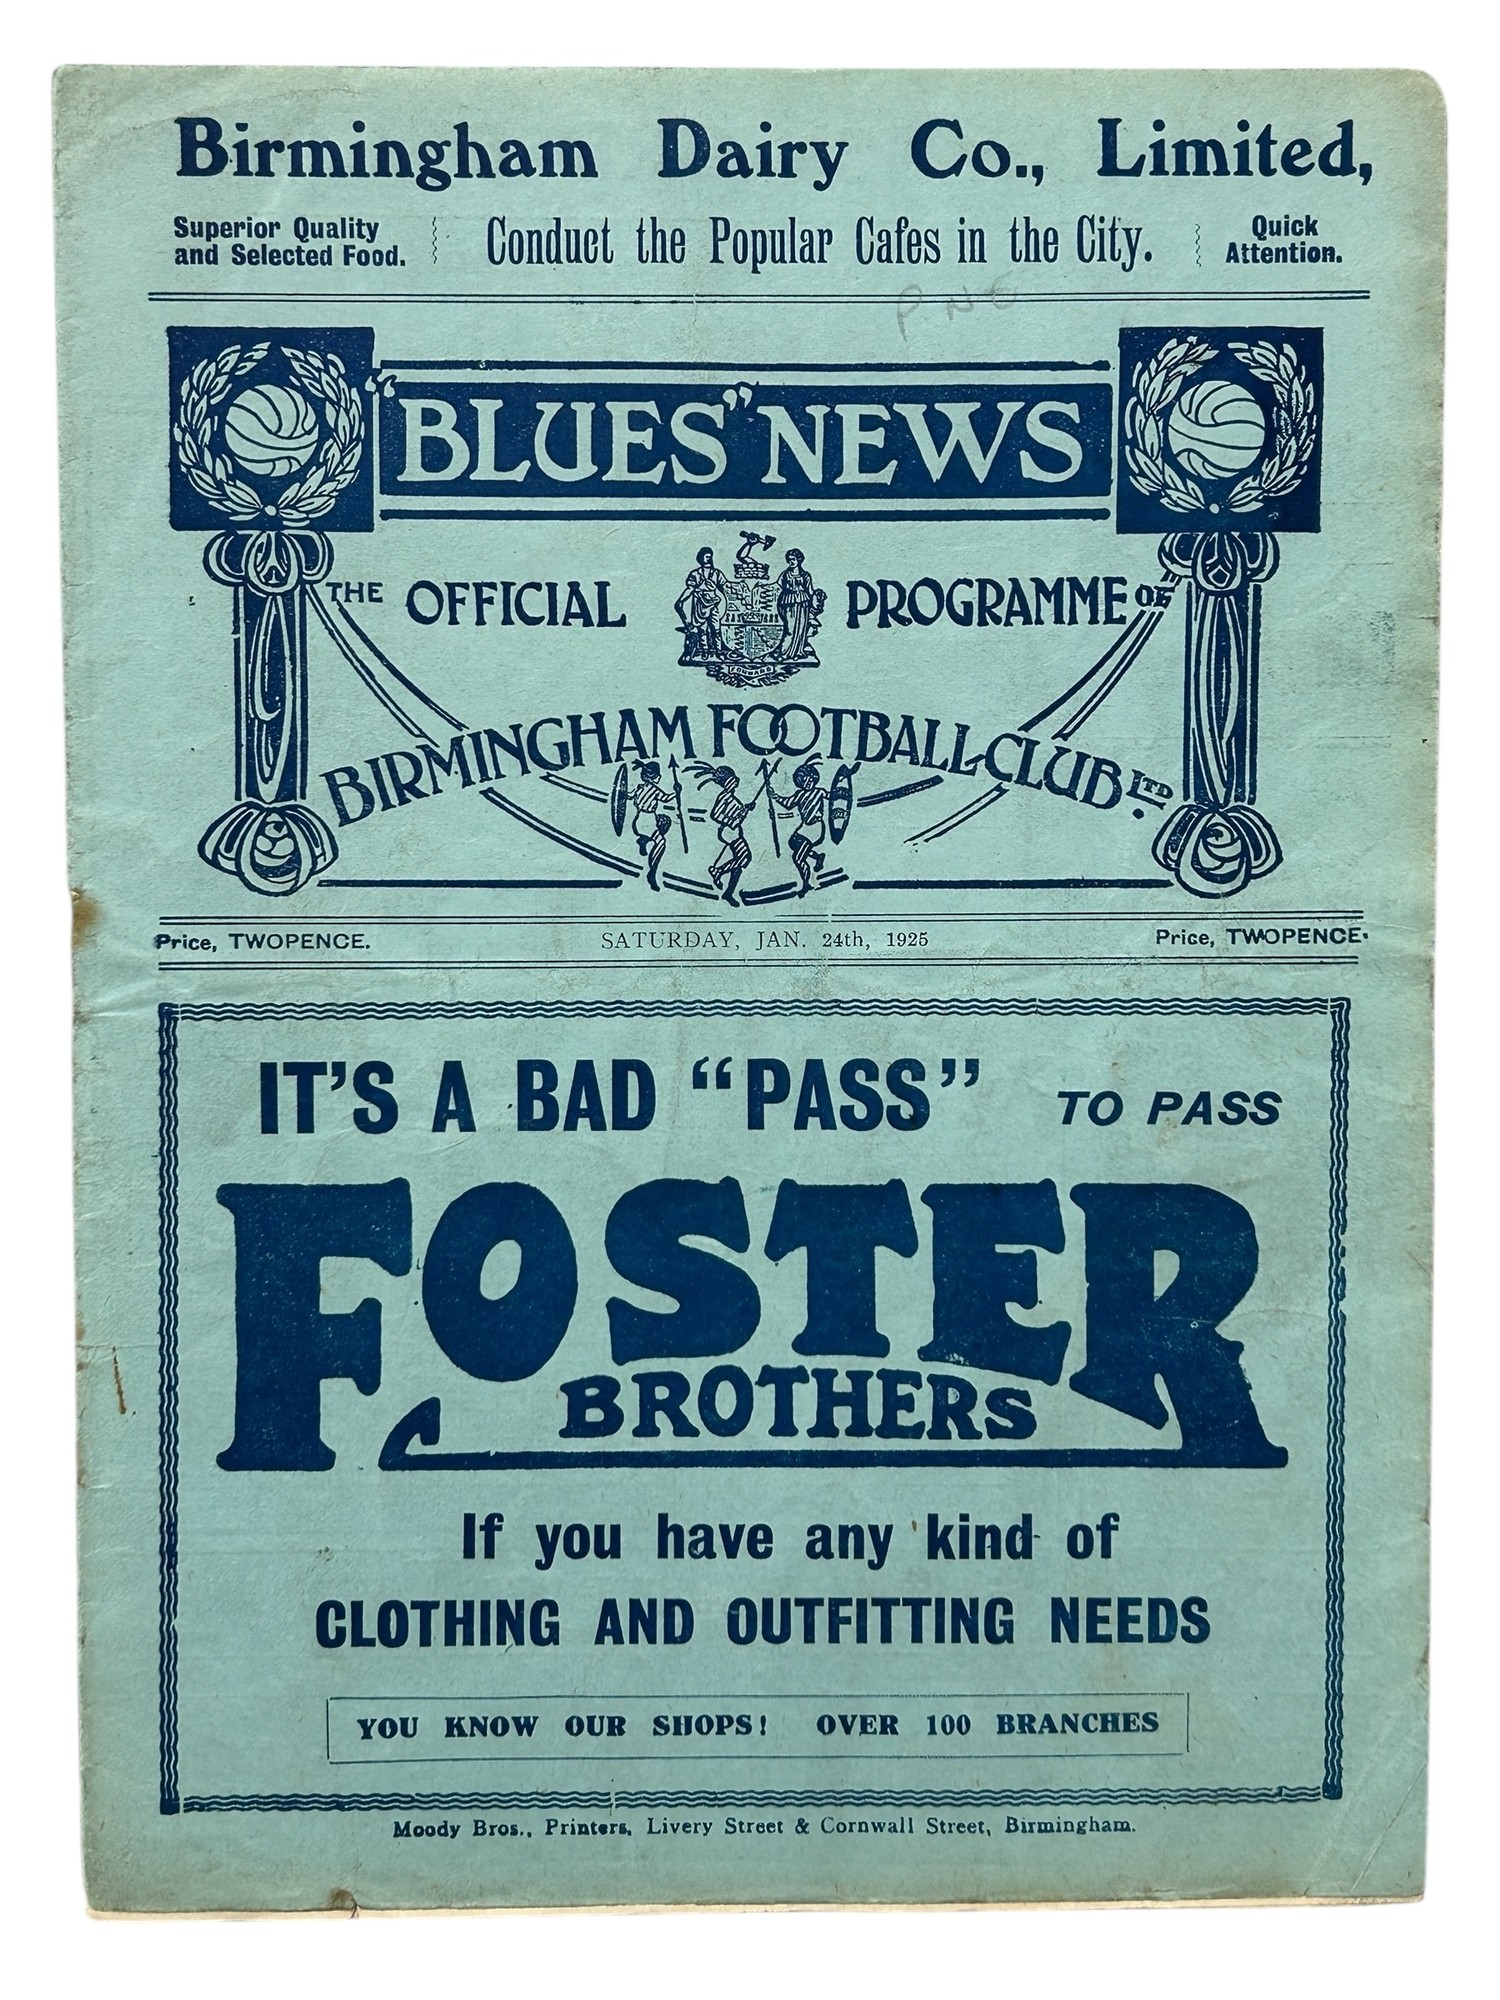 Birmingham Dairy Co., Limited,
Superior Quality and Selected Food.
Conduct the Popular Cafes in the City.
Quick Attention.
P.N.E
"BLUES" NEWS
THE OFFICIAL PROGRAMME OF
FORWARD
BIRMINGHAM FOOTBALL CLUB LTD.
Price, TWOPENCE. SATURDAY, JAN. 24th, 1925 Price, TWOPENCE.
IT'S A BAD "PASS" TO PASS
FOSTER
BROTHERS
If you have any kind of
CLOTHING AND OUTFITTING NEEDS
YOU KNOW OUR SHOPS! OVER 100 BRANCHES
Moody Bros., Printers, Livery Street & Cornwall Street, Birmingham.